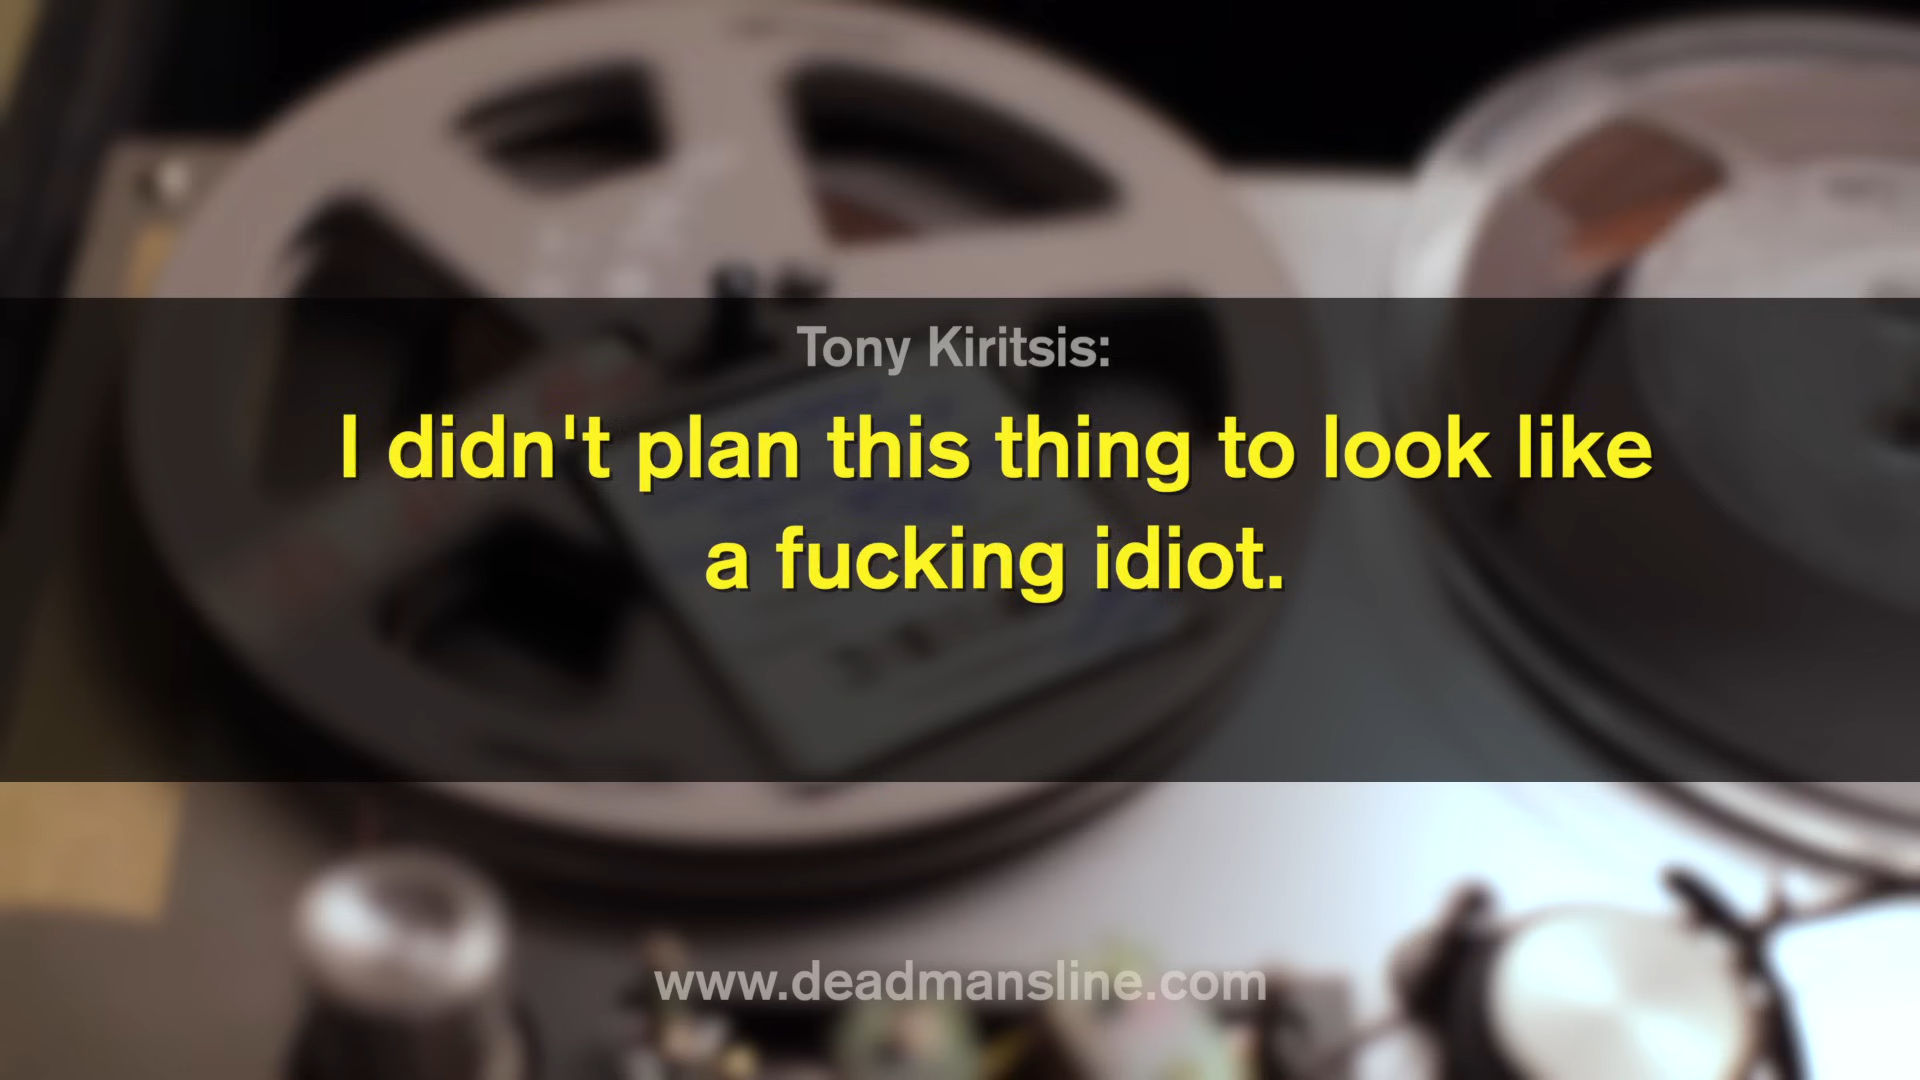 Tony Kiritsis:
I didn't plan this thing to look like
a fucking idiot.
www.deadmansline.com